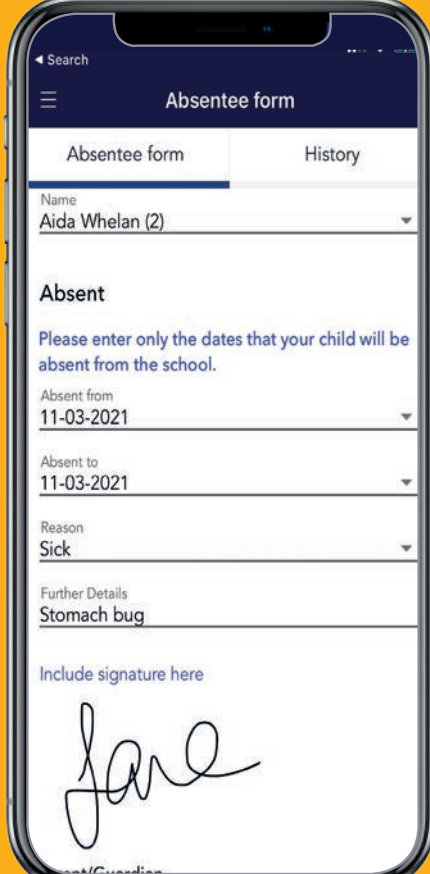 ◀ Search
Absentee form
Absentee form History
Name
Aida Whelan (2)
Absent
Please enter only the dates that your child will be
absent from the school.
Absent from
11-03-2021
Absent to
11-03-2021
Reason
Sick
Further Details
Stomach bug
Include signature here
Jane